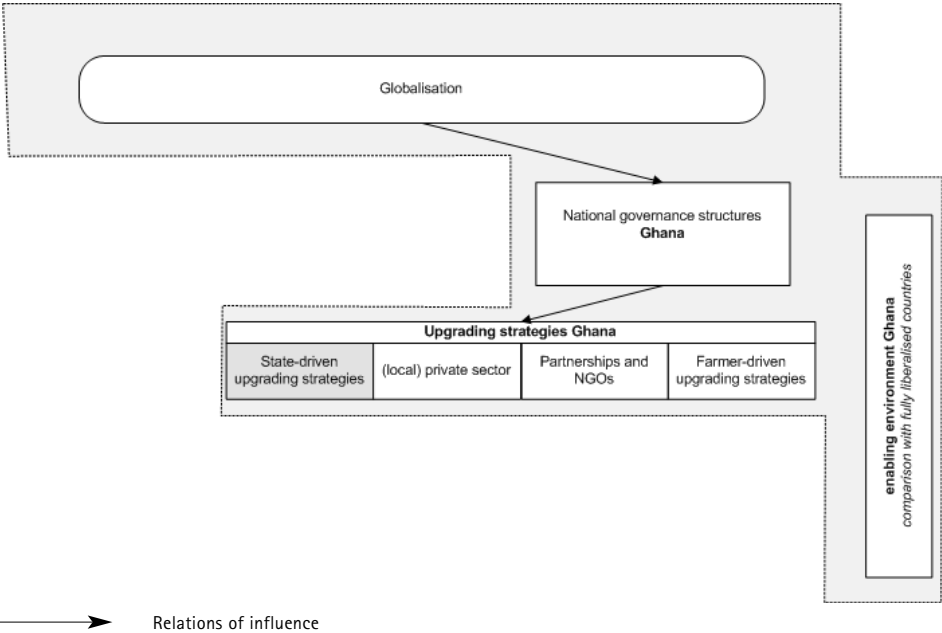 Globalisation
National governance structures
Ghana
Upgrading strategies Ghana
State-driven
upgrading strategies
(local) private sector
Partnerships and
NGOs
Farmer-driven
upgrading strategies
enabling environment Ghana
comparison with fully liberalised countries
Relations of influence